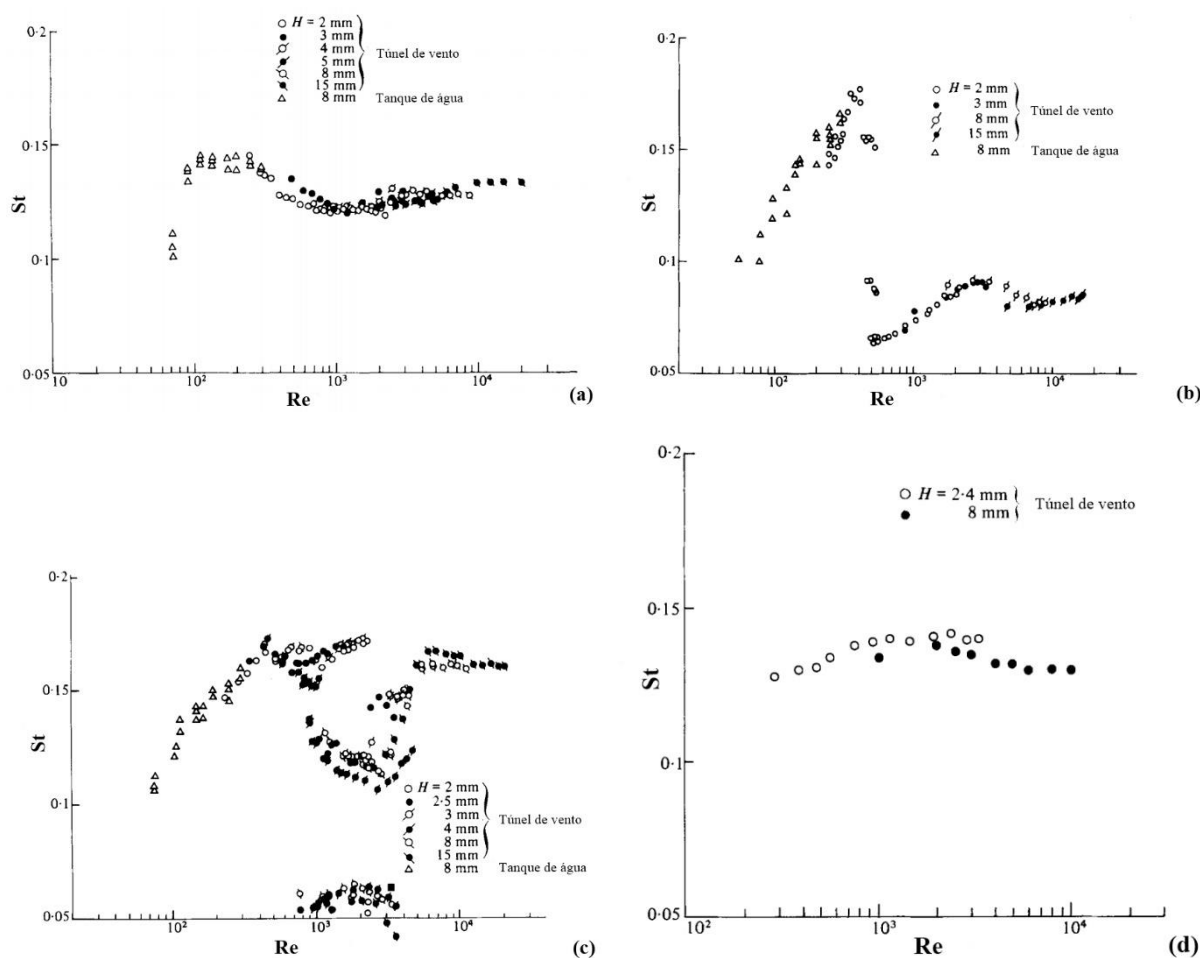 0·2
H = 2 mm
3 mm
4 mm
5 mm
8 mm
15 mm
Túnel de vento
8 mm Tanque de água
0·15
St
0·1
0·05
10 10² 10³ 10⁴
Re
(a)
0·2
H = 2 mm
3 mm
8 mm
15 mm
Túnel de vento
8 mm Tanque de água
0·15
St
0·1
0·05
10² 10³ 10⁴
Re
(b)
0·2
0·15
St
0·1
H = 2 mm
2·5 mm
3 mm
4 mm
8 mm
15 mm
Túnel de vento
8 mm Tanque de água
0·05
10² 10³ 10⁴
Re
(c)
0·2
H = 2·4 mm
8 mm
Túnel de vento
0·15
St
0·1
0·05
10² 10³ 10⁴
Re
(d)